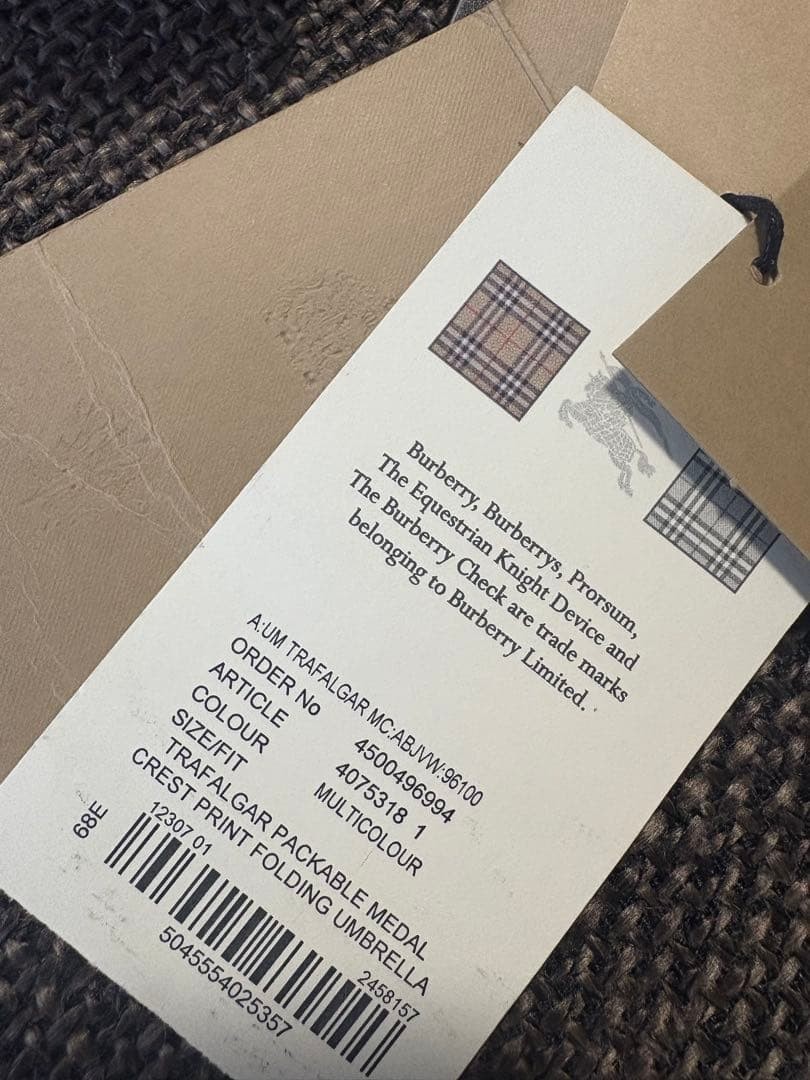 Burberry, Burberrys, Prorsum,
The Equestrian Knight Device and
The Burberry Check are trade marks
belonging to Burberry Limited.
A:UM TRAFALGAR MC:ABJVW:96100
ORDER No 4500496994
ARTICLE 4075318 1
COLOUR MULTICOLOUR
SIZE/FIT
TRAFALGAR PACKABLE MEDAL
CREST PRINT FOLDING UMBRELLA
68E
12307 01
2458157
5045554025357